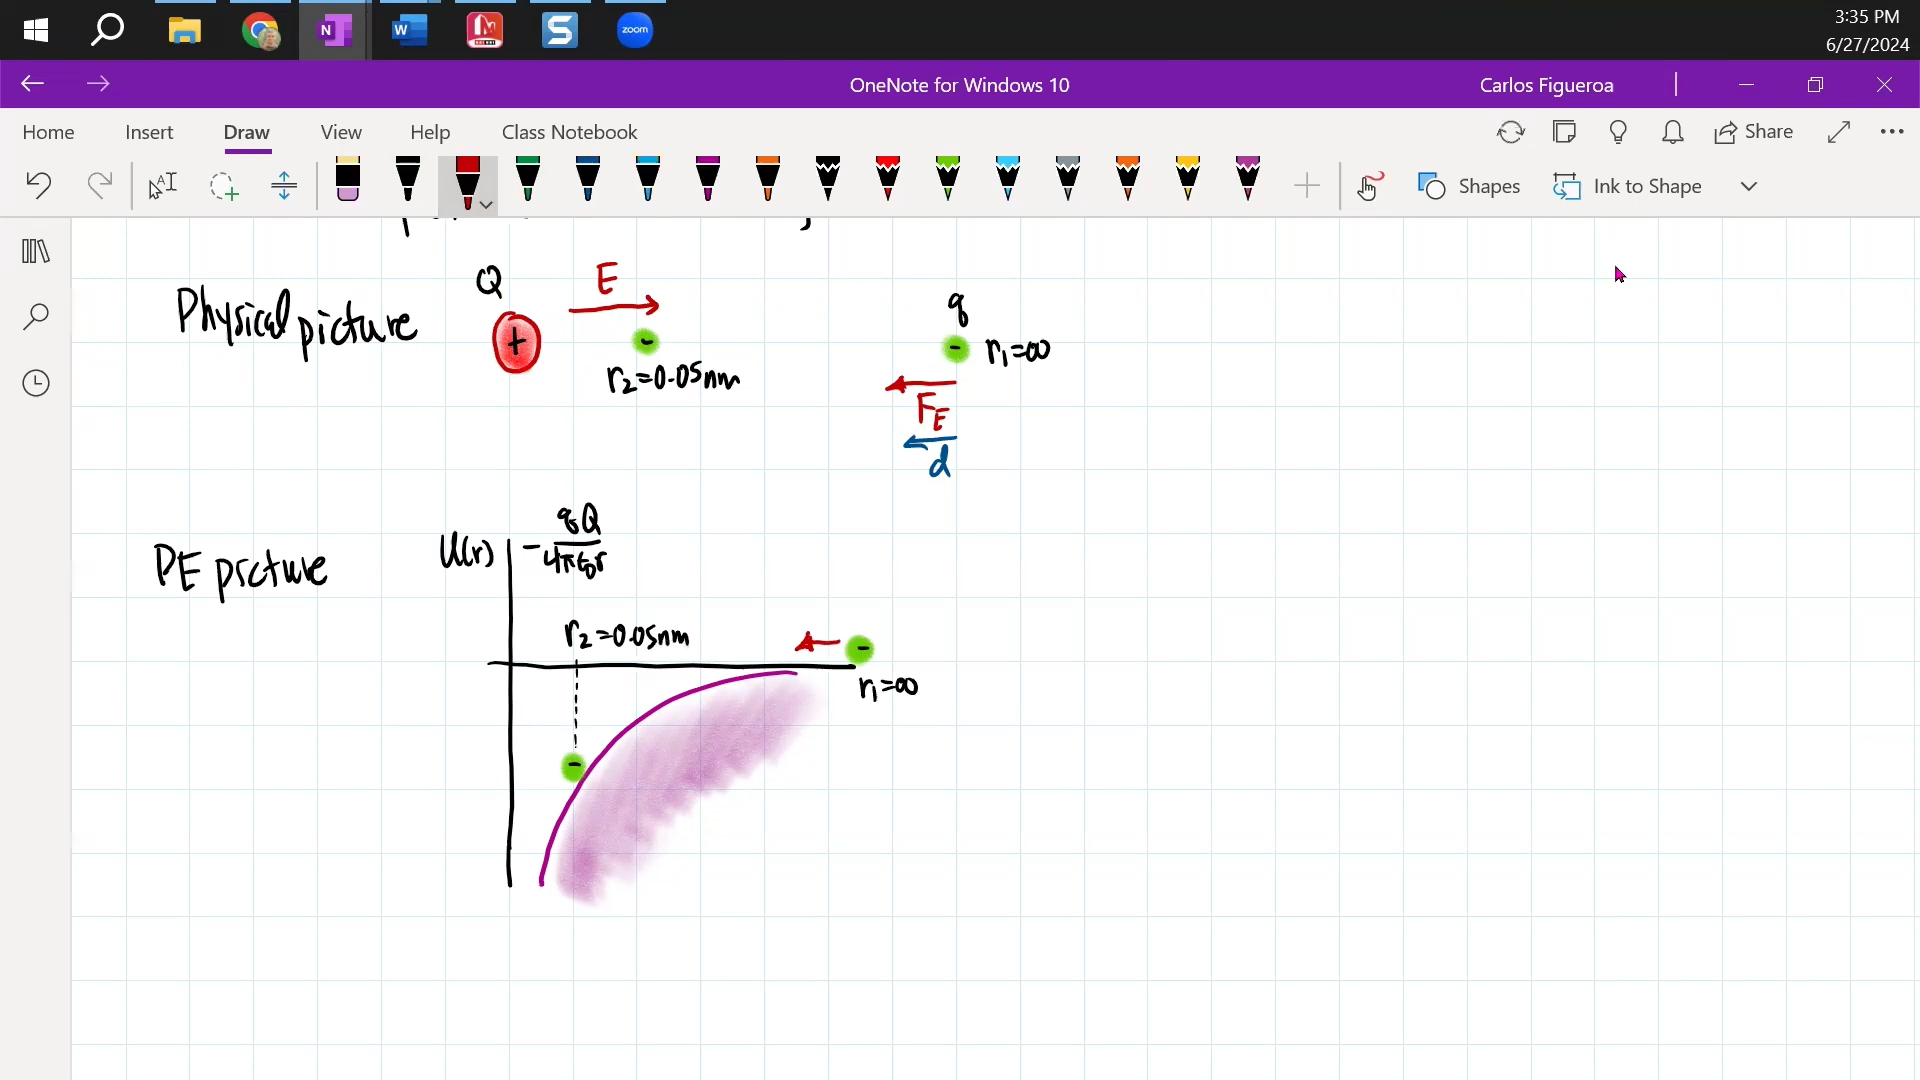 N
W
M
S
zoom
3:35 PM
6/27/2024
OneNote for Windows 10
Carlos Figueroa
Home Insert Draw View Help Class Notebook
Share
Shapes
Ink to Shape
Physical picture
Q
+
E
-
r₂=0.05nm
q
-
r₁=∞
F_E
d
PE picture
U(r)
- qQ
4πε₀r
r₂=0.05nm
-
r₁=∞
-